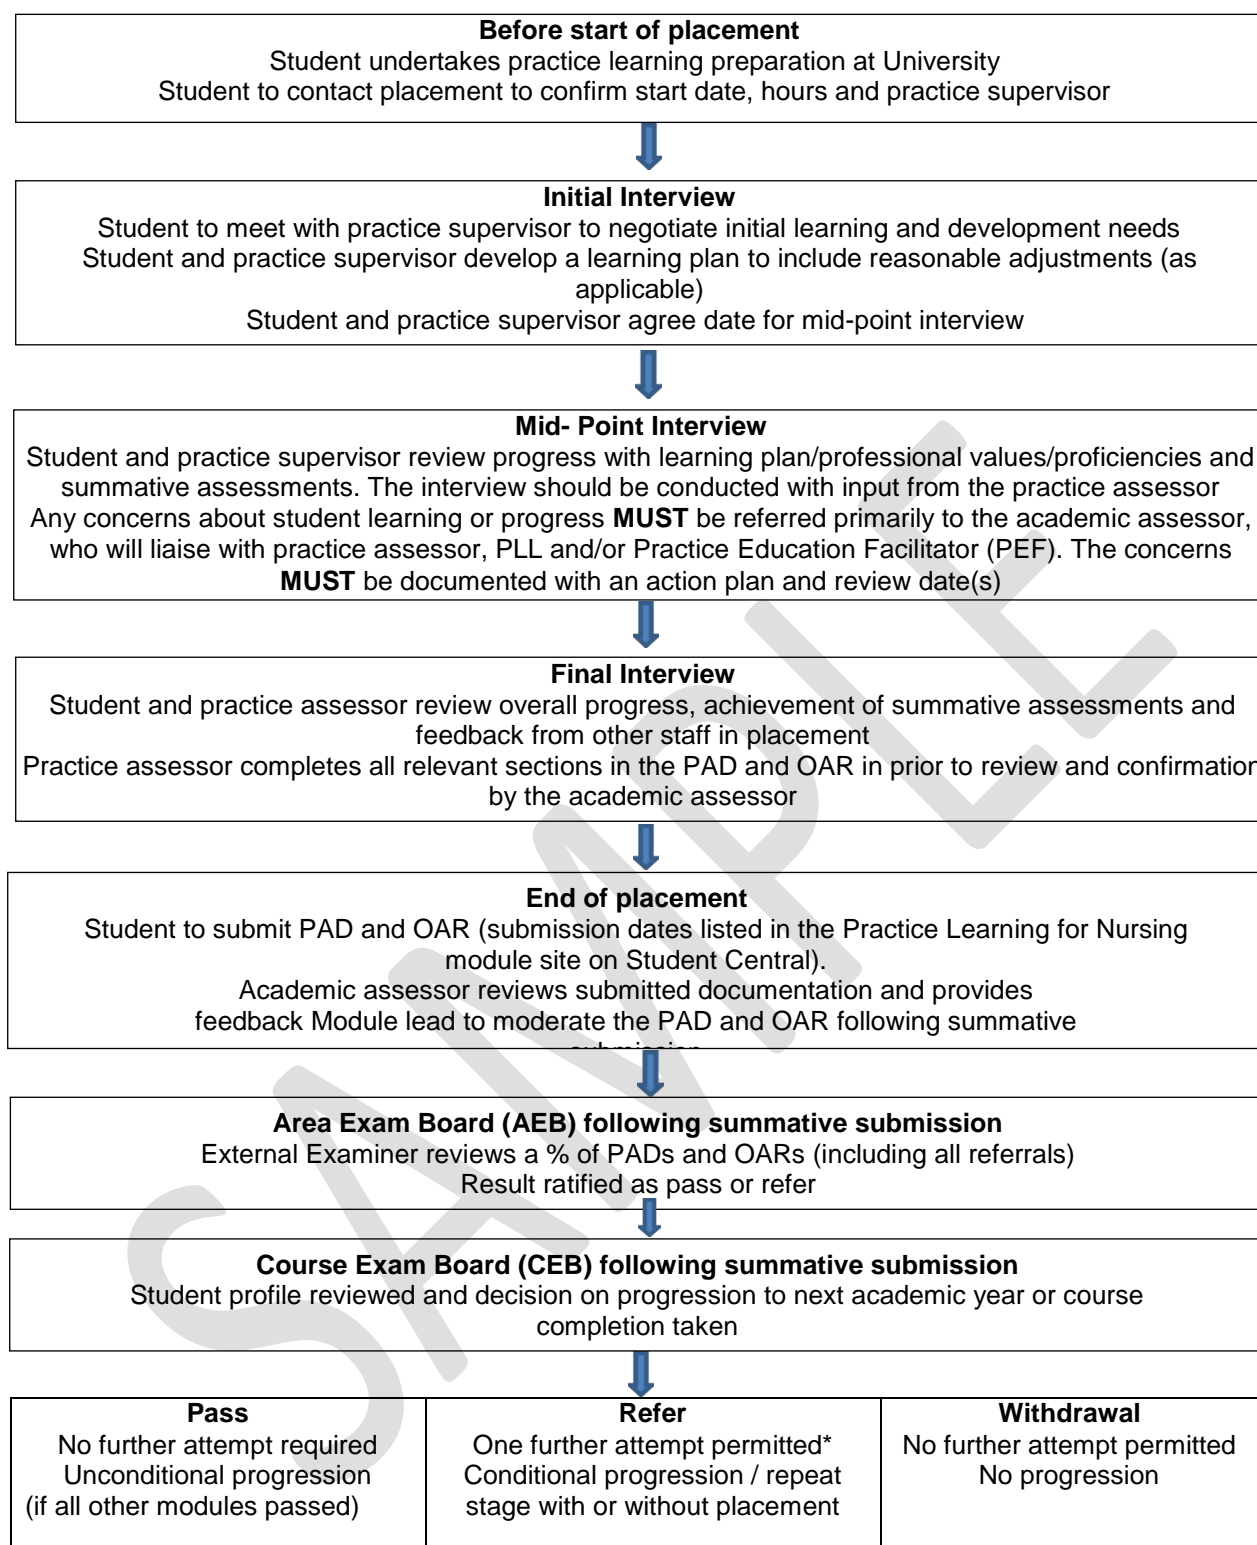 Before start of placement
Student undertakes practice learning preparation at University
Student to contact placement to confirm start date, hours and practice supervisor
Initial Interview
Student to meet with practice supervisor to negotiate initial learning and development needs
Student and practice supervisor develop a learning plan to include reasonable adjustments (as
applicable)
Student and practice supervisor agree date for mid-point interview
Mid- Point Interview
Student and practice supervisor review progress with learning plan/professional values/proficiencies and
summative assessments. The interview should be conducted with input from the practice assessor
Any concerns about student learning or progress MUST be referred primarily to the academic assessor,
who will liaise with practice assessor, PLL and/or Practice Education Facilitator (PEF). The concerns
MUST be documented with an action plan and review date(s)
Final Interview
Student and practice assessor review overall progress, achievement of summative assessments and
feedback from other staff in placement
Practice assessor completes all relevant sections in the PAD and OAR in prior to review and confirmation
by the academic assessor
End of placement
Student to submit PAD and OAR (submission dates listed in the Practice Learning for Nursing
module site on Student Central).
Academic assessor reviews submitted documentation and provides
feedback Module lead to moderate the PAD and OAR following summative
submission
Area Exam Board (AEB) following summative submission
External Examiner reviews a % of PADs and OARs (including all referrals)
Result ratified as pass or refer
Course Exam Board (CEB) following summative submission
Student profile reviewed and decision on progression to next academic year or course
completion taken
Pass
No further attempt required
Unconditional progression
(if all other modules passed)
Refer
One further attempt permitted*
Conditional progression / repeat
stage with or without placement
Withdrawal
No further attempt permitted
No progression
SAMPLE